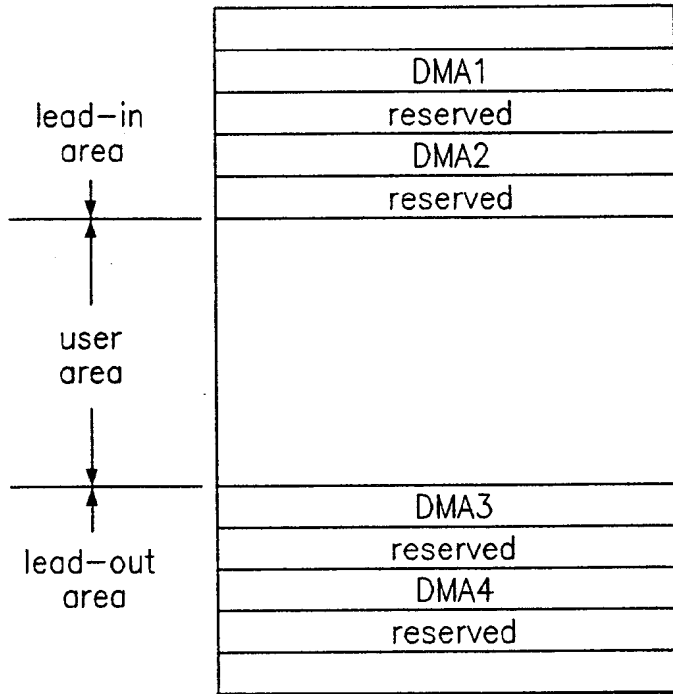 DMA1
reserved
DMA2
reserved
lead-in
area
user
area
DMA3
reserved
DMA4
reserved
lead-out
area